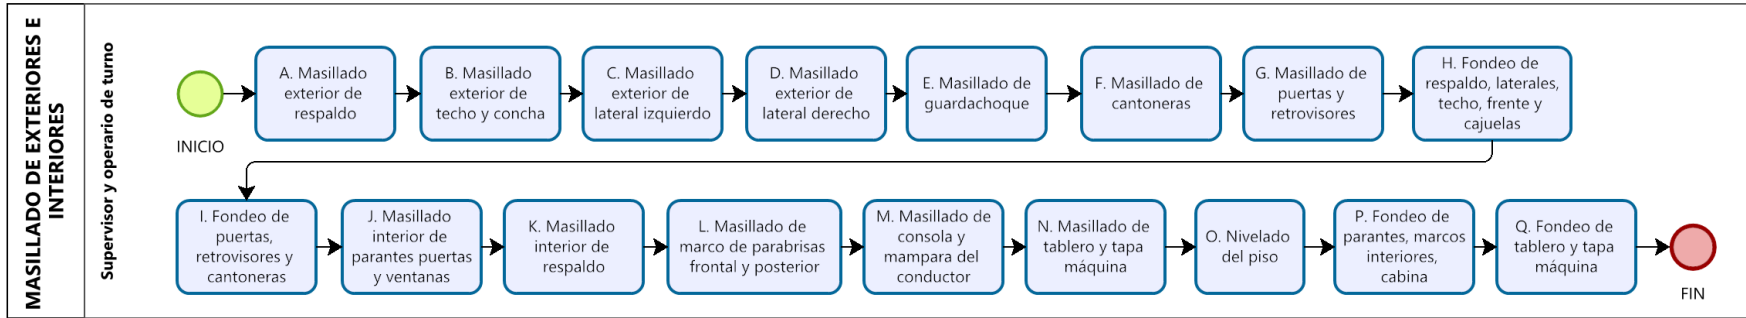 MASILLADO DE EXTERIORES E
INTERIORES
Supervisor y operario de turno
INICIO
A. Masillado
exterior de
respaldo
B. Masillado
exterior de
techo y concha
C. Masillado
exterior de
lateral izquierdo
D. Masillado
exterior de
lateral derecho
E. Masillado de
guardachoque
F. Masillado de
cantoneras
G. Masillado de
puertas y
retrovisores
H. Fondeo de
respaldo, laterales,
techo, frente y
cajuelas
I. Fondeo de
puertas,
retrovisores y
cantoneras
J. Masillado
interior de
parantes puertas
y ventanas
K. Masillado
interior de
respaldo
L. Masillado de
marco de parabrisas
frontal y posterior
M. Masillado de
consola y
mampara del
conductor
N. Masillado de
tablero y tapa
máquina
O. Nivelado
del piso
P. Fondeo de
parantes, marcos
interiores,
cabina
Q. Fondeo de
tablero y tapa
máquina
FIN